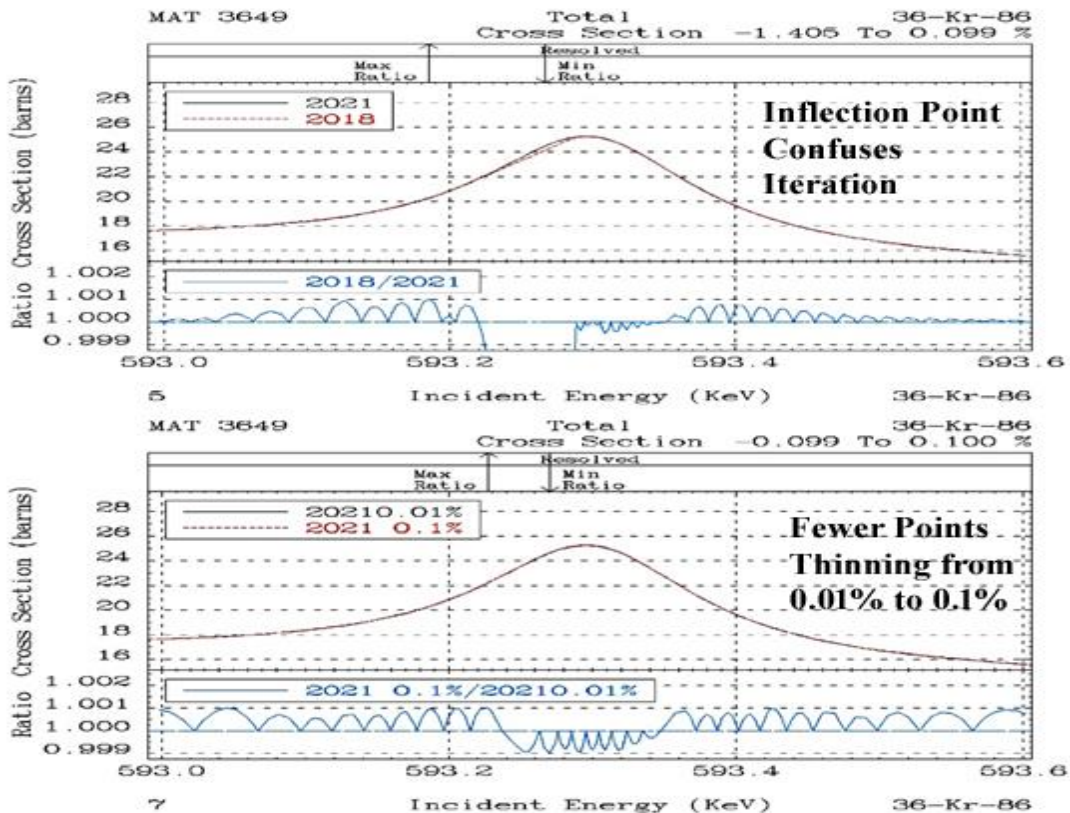 MAT 3649 Total 36-Kr-86
Cross Section -1.405 To 0.099 %
Resolved
Max Ratio Min Ratio
Cross Section (barns)
28
26
24
22
20
18
16
2021
2018
Inflection Point
Confuses
Iteration
Ratio
1.002
1.001
1.000
0.999
2018/2021
593.0 593.2 593.4 593.6
5 Incident Energy (KeV) 36-Kr-86
MAT 3649 Total 36-Kr-86
Cross Section -0.099 To 0.100 %
Resolved
Max Ratio Min Ratio
Cross Section (barns)
28
26
24
22
20
18
16
20210.01%
2021 0.1%
Fewer Points
Thinning from
0.01% to 0.1%
Ratio
1.002
1.001
1.000
0.999
2021 0.1%/20210.01%
593.0 593.2 593.4 593.6
7 Incident Energy (KeV) 36-Kr-86